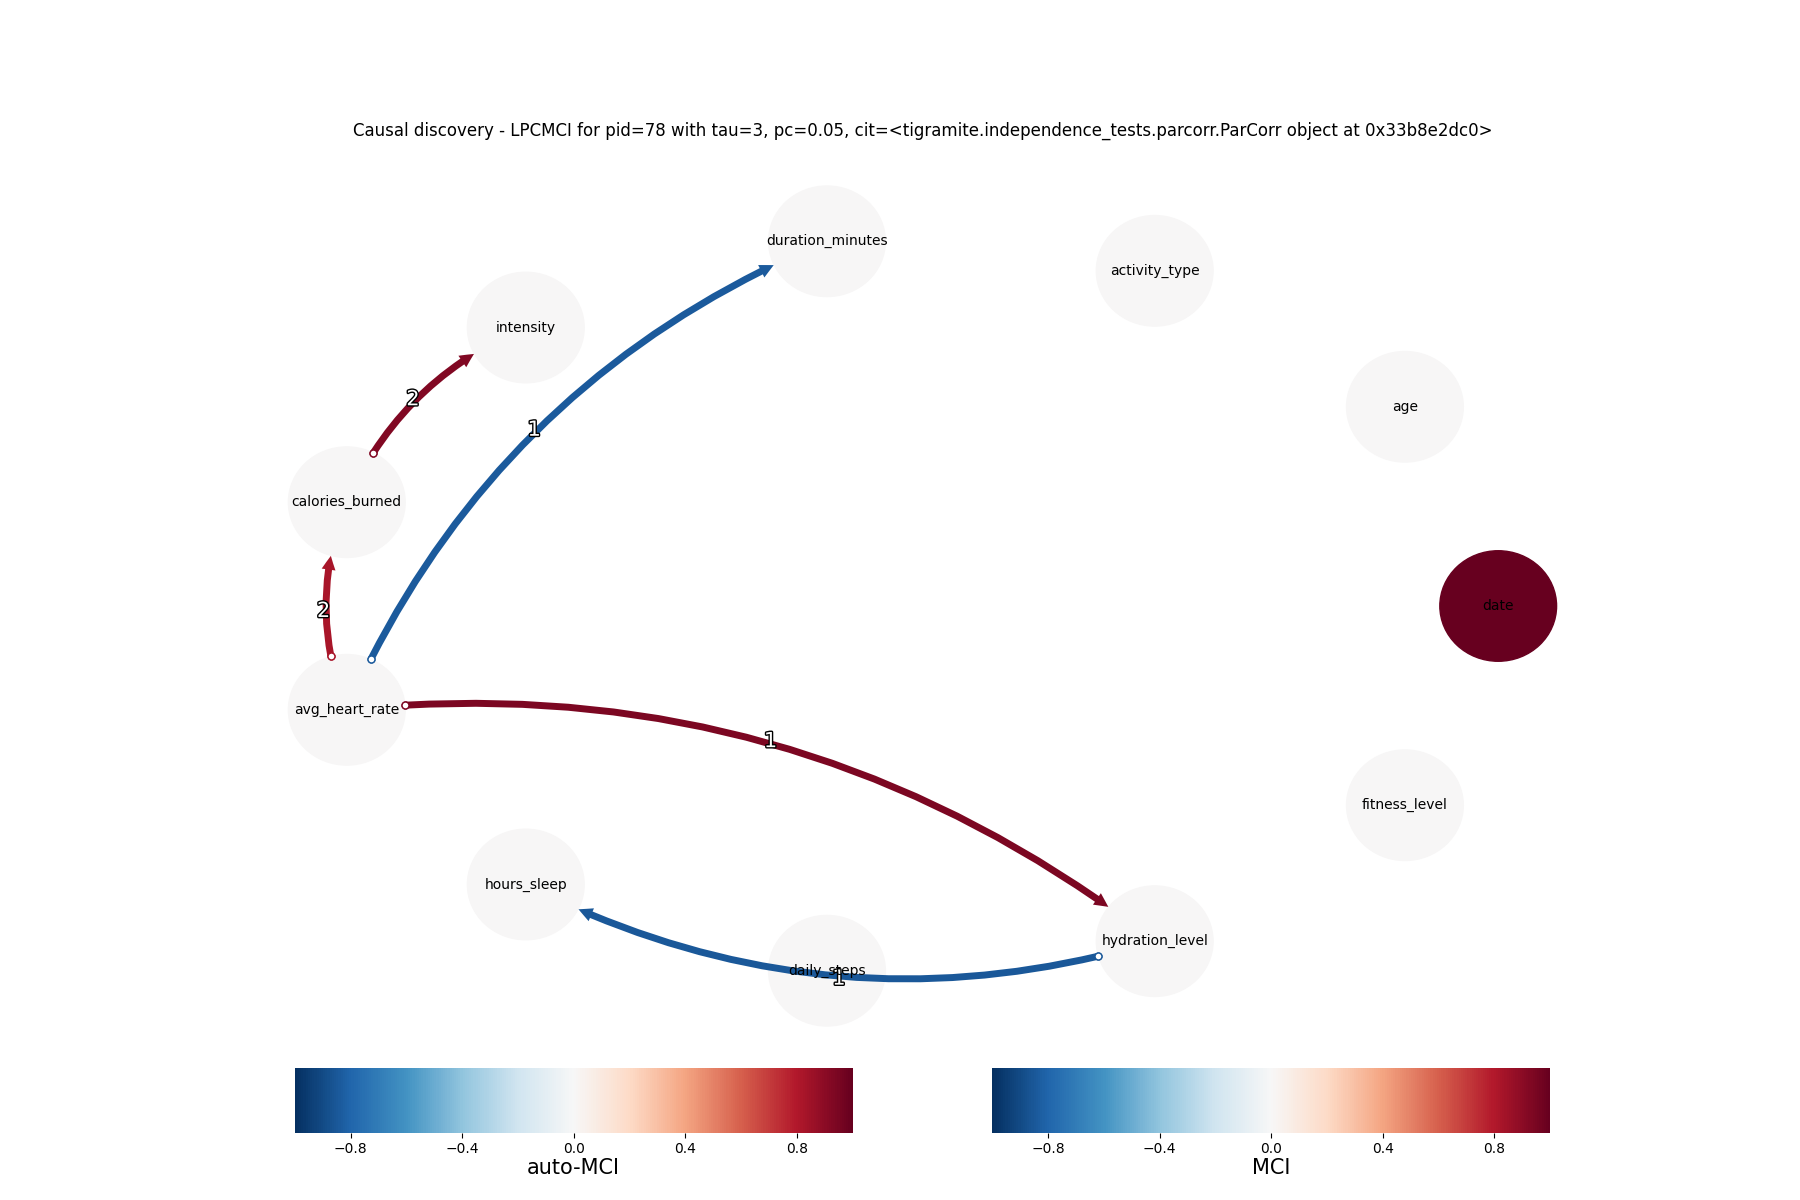 Causal discovery - LPCMCI for pid=78 with tau=3, pc=0.05, cit=<tigramite.independence_tests.parcorr.ParCorr object at 0x33b8e2dc0>
duration_minutes
activity_type
intensity
2
age
1
calories_burned
date
2
avg_heart_rate
1
fitness_level
hours_sleep
hydration_level
daily_steps
1
−0.8 −0.4 0.0 0.4 0.8
auto-MCI
−0.8 −0.4 0.0 0.4 0.8
MCI